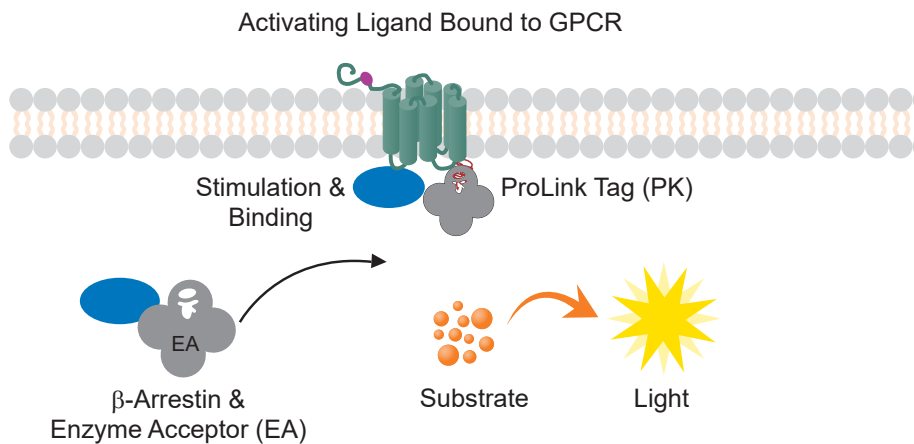 Activating Ligand Bound to GPCR
Stimulation &
Binding
ProLink Tag (PK)
EA
β-Arrestin &
Enzyme Acceptor (EA)
Substrate
Light